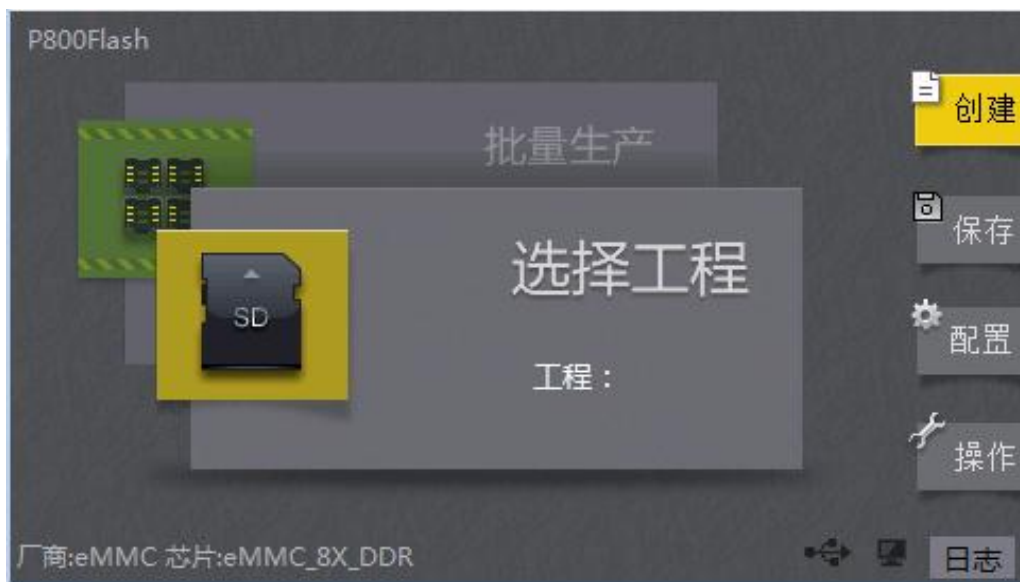 P800Flash
创建
批量生产
保存
选择工程
SD
配置
工程：
操作
厂商:eMMC 芯片:eMMC_8X_DDR
日志